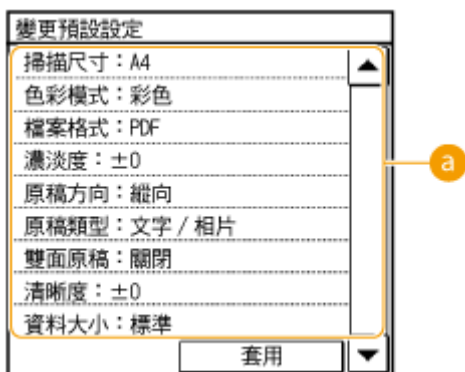 變更預設設定
掃描尺寸：A4
色彩模式：彩色
檔案格式：PDF
濃淡度：±0
原稿方向：縱向
原稿類型：文字 / 相片
雙面原稿：關閉
清晰度：±0
資料大小：標準
套用
a